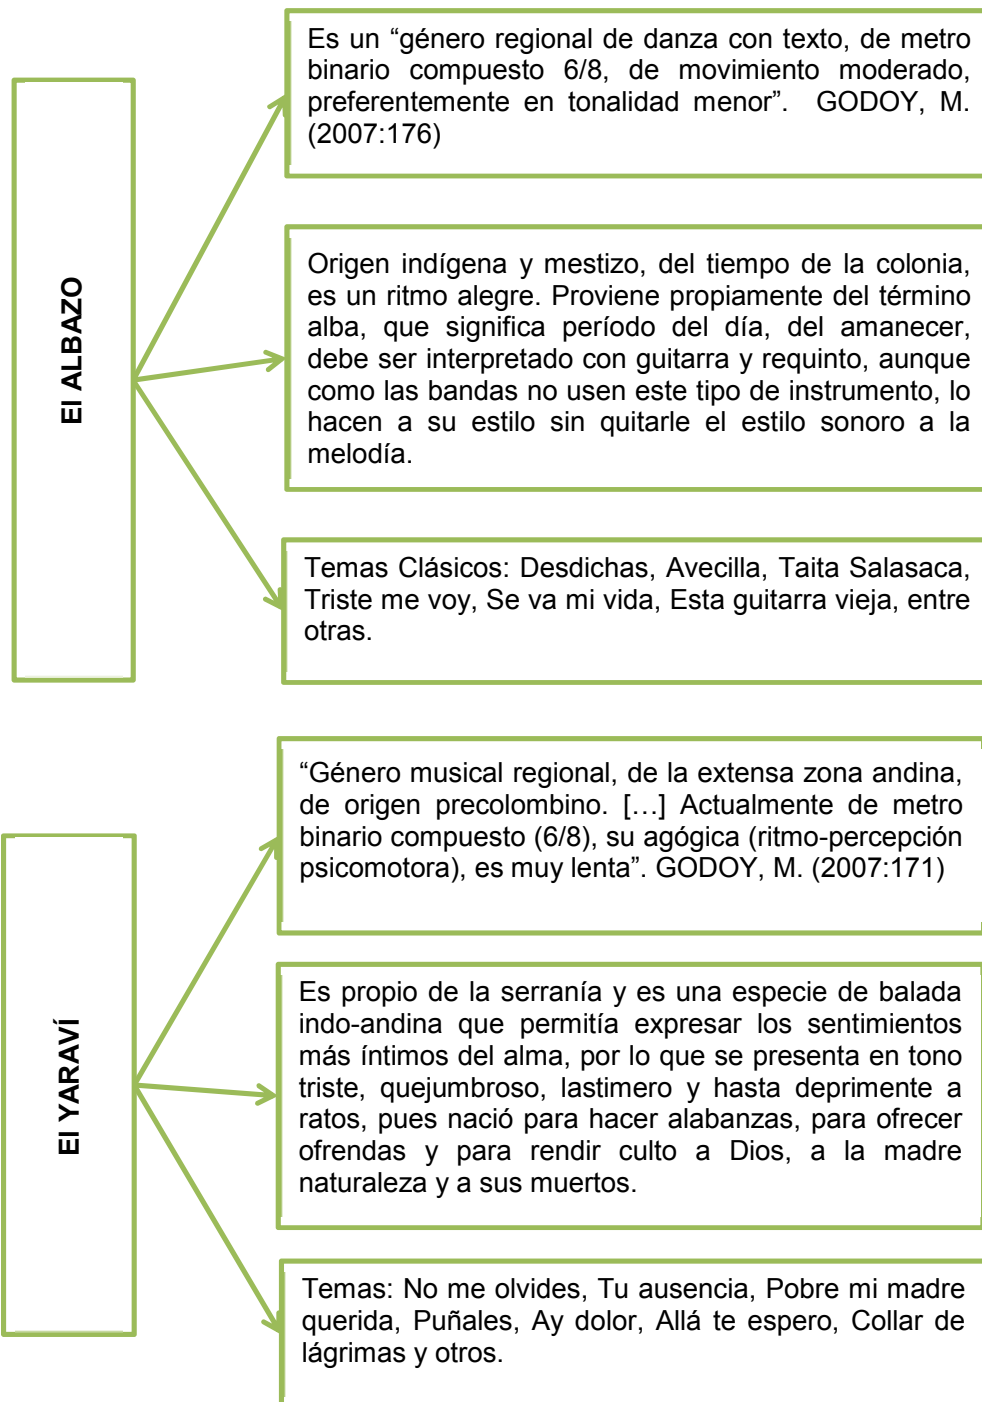 El ALBAZO
Es un “género regional de danza con texto, de metro
binario compuesto 6/8, de movimiento moderado,
preferentemente en tonalidad menor”. GODOY, M.
(2007:176)
Origen indígena y mestizo, del tiempo de la colonia,
es un ritmo alegre. Proviene propiamente del término
alba, que significa período del día, del amanecer,
debe ser interpretado con guitarra y requinto, aunque
como las bandas no usen este tipo de instrumento, lo
hacen a su estilo sin quitarle el estilo sonoro a la
melodía.
Temas Clásicos: Desdichas, Avecilla, Taita Salasaca,
Triste me voy, Se va mi vida, Esta guitarra vieja, entre
otras.
El YARAVÍ
“Género musical regional, de la extensa zona andina,
de origen precolombino. […] Actualmente de metro
binario compuesto (6/8), su agógica (ritmo-percepción
psicomotora), es muy lenta”. GODOY, M. (2007:171)
Es propio de la serranía y es una especie de balada
indo-andina que permitía expresar los sentimientos
más íntimos del alma, por lo que se presenta en tono
triste, quejumbroso, lastimero y hasta deprimente a
ratos, pues nació para hacer alabanzas, para ofrecer
ofrendas y para rendir culto a Dios, a la madre
naturaleza y a sus muertos.
Temas: No me olvides, Tu ausencia, Pobre mi madre
querida, Puñales, Ay dolor, Allá te espero, Collar de
lágrimas y otros.